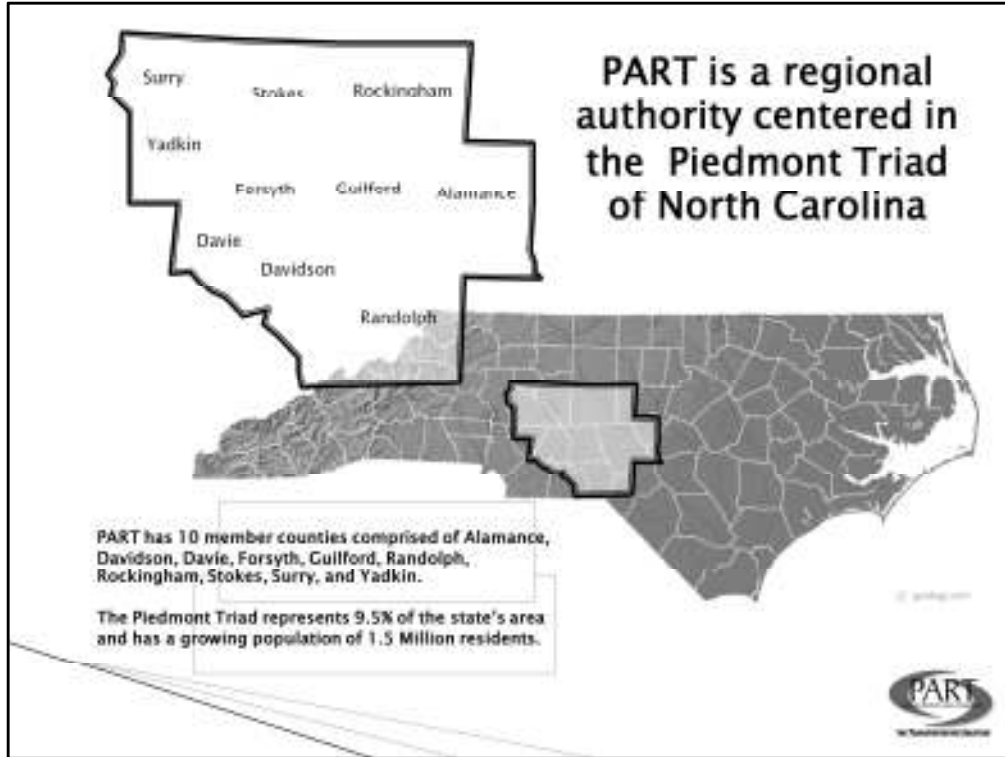 PART is a regional
authority centered in
the Piedmont Triad
of North Carolina
Surry
Stokes
Rockingham
Yadkin
Forsyth
Guilford
Alamance
Davie
Davidson
Randolph
PART has 10 member counties comprised of Alamance,
Davidson, Davie, Forsyth, Guilford, Randolph,
Rockingham, Stokes, Surry, and Yadkin.
The Piedmont Triad represents 9.5% of the state's area
and has a growing population of 1.5 Million residents.
PART